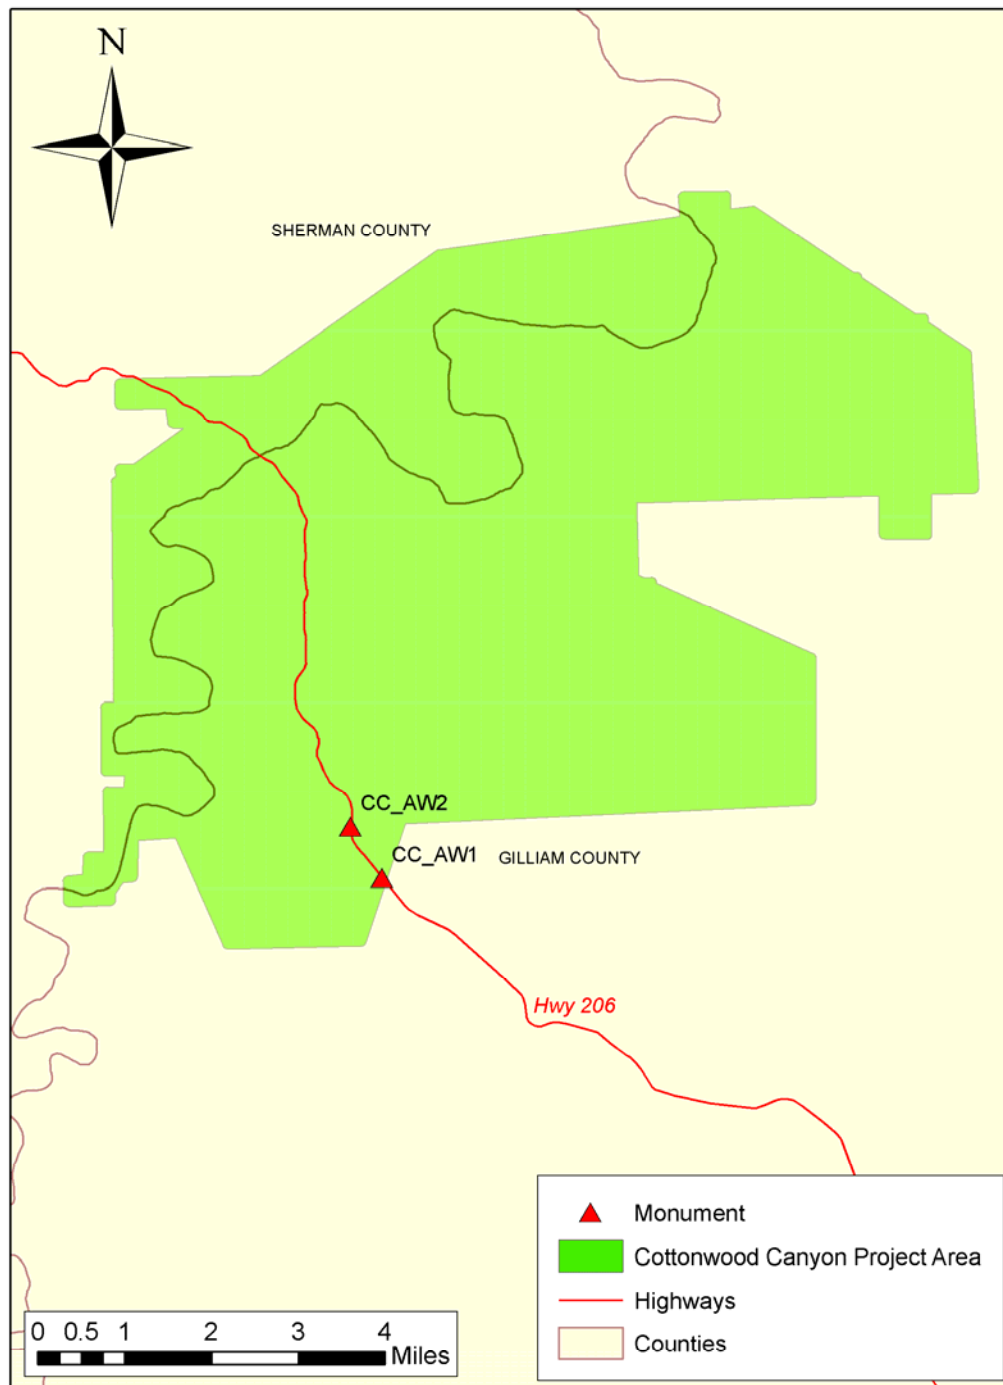 N
SHERMAN COUNTY
CC_AW2
CC_AW1
GILLIAM COUNTY
Hwy 206
Monument
Cottonwood Canyon Project Area
Highways
Counties
0 0.5 1 2 3 4
Miles